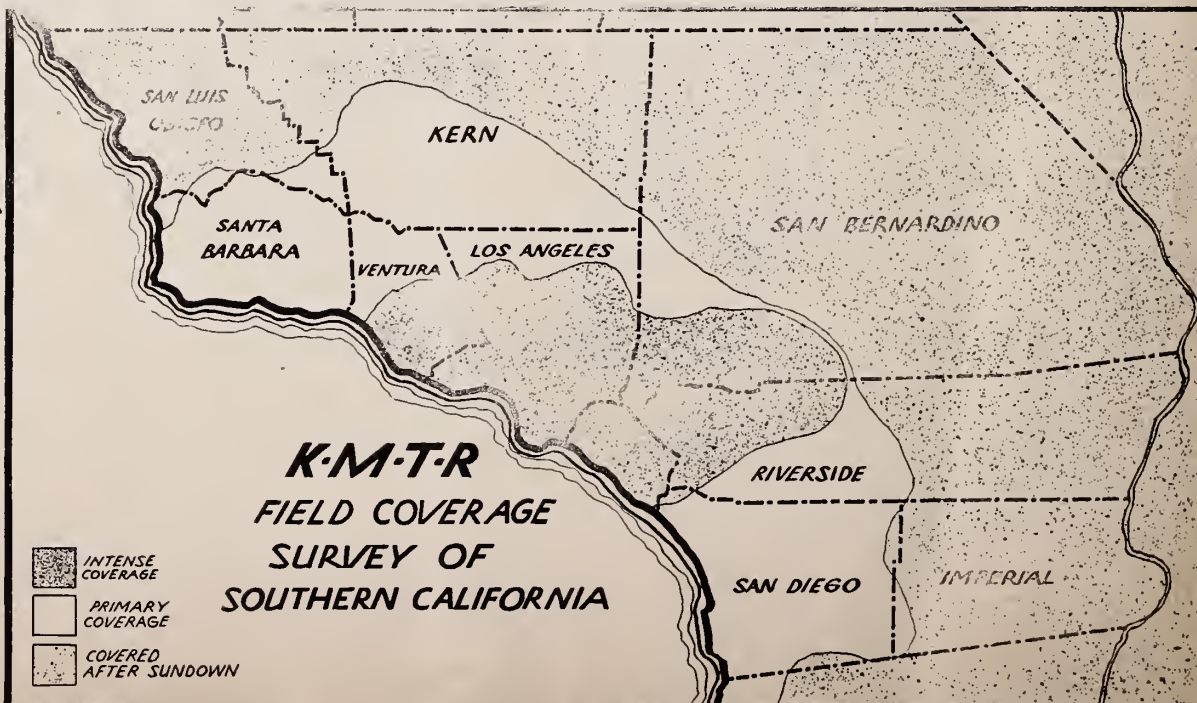 SAN LUIS
KERN
SAN BERNARDINO
SANTA
BARBARA
VENTURA
LOS ANGELES
RIVERSIDE
SAN DIEGO
IMPERIAL
K·M·T·R
FIELD COVERAGE
SURVEY OF
SOUTHERN CALIFORNIA
INTENSE
COVERAGE
PRIMARY
COVERAGE
COVERED
AFTER SUNDOWN